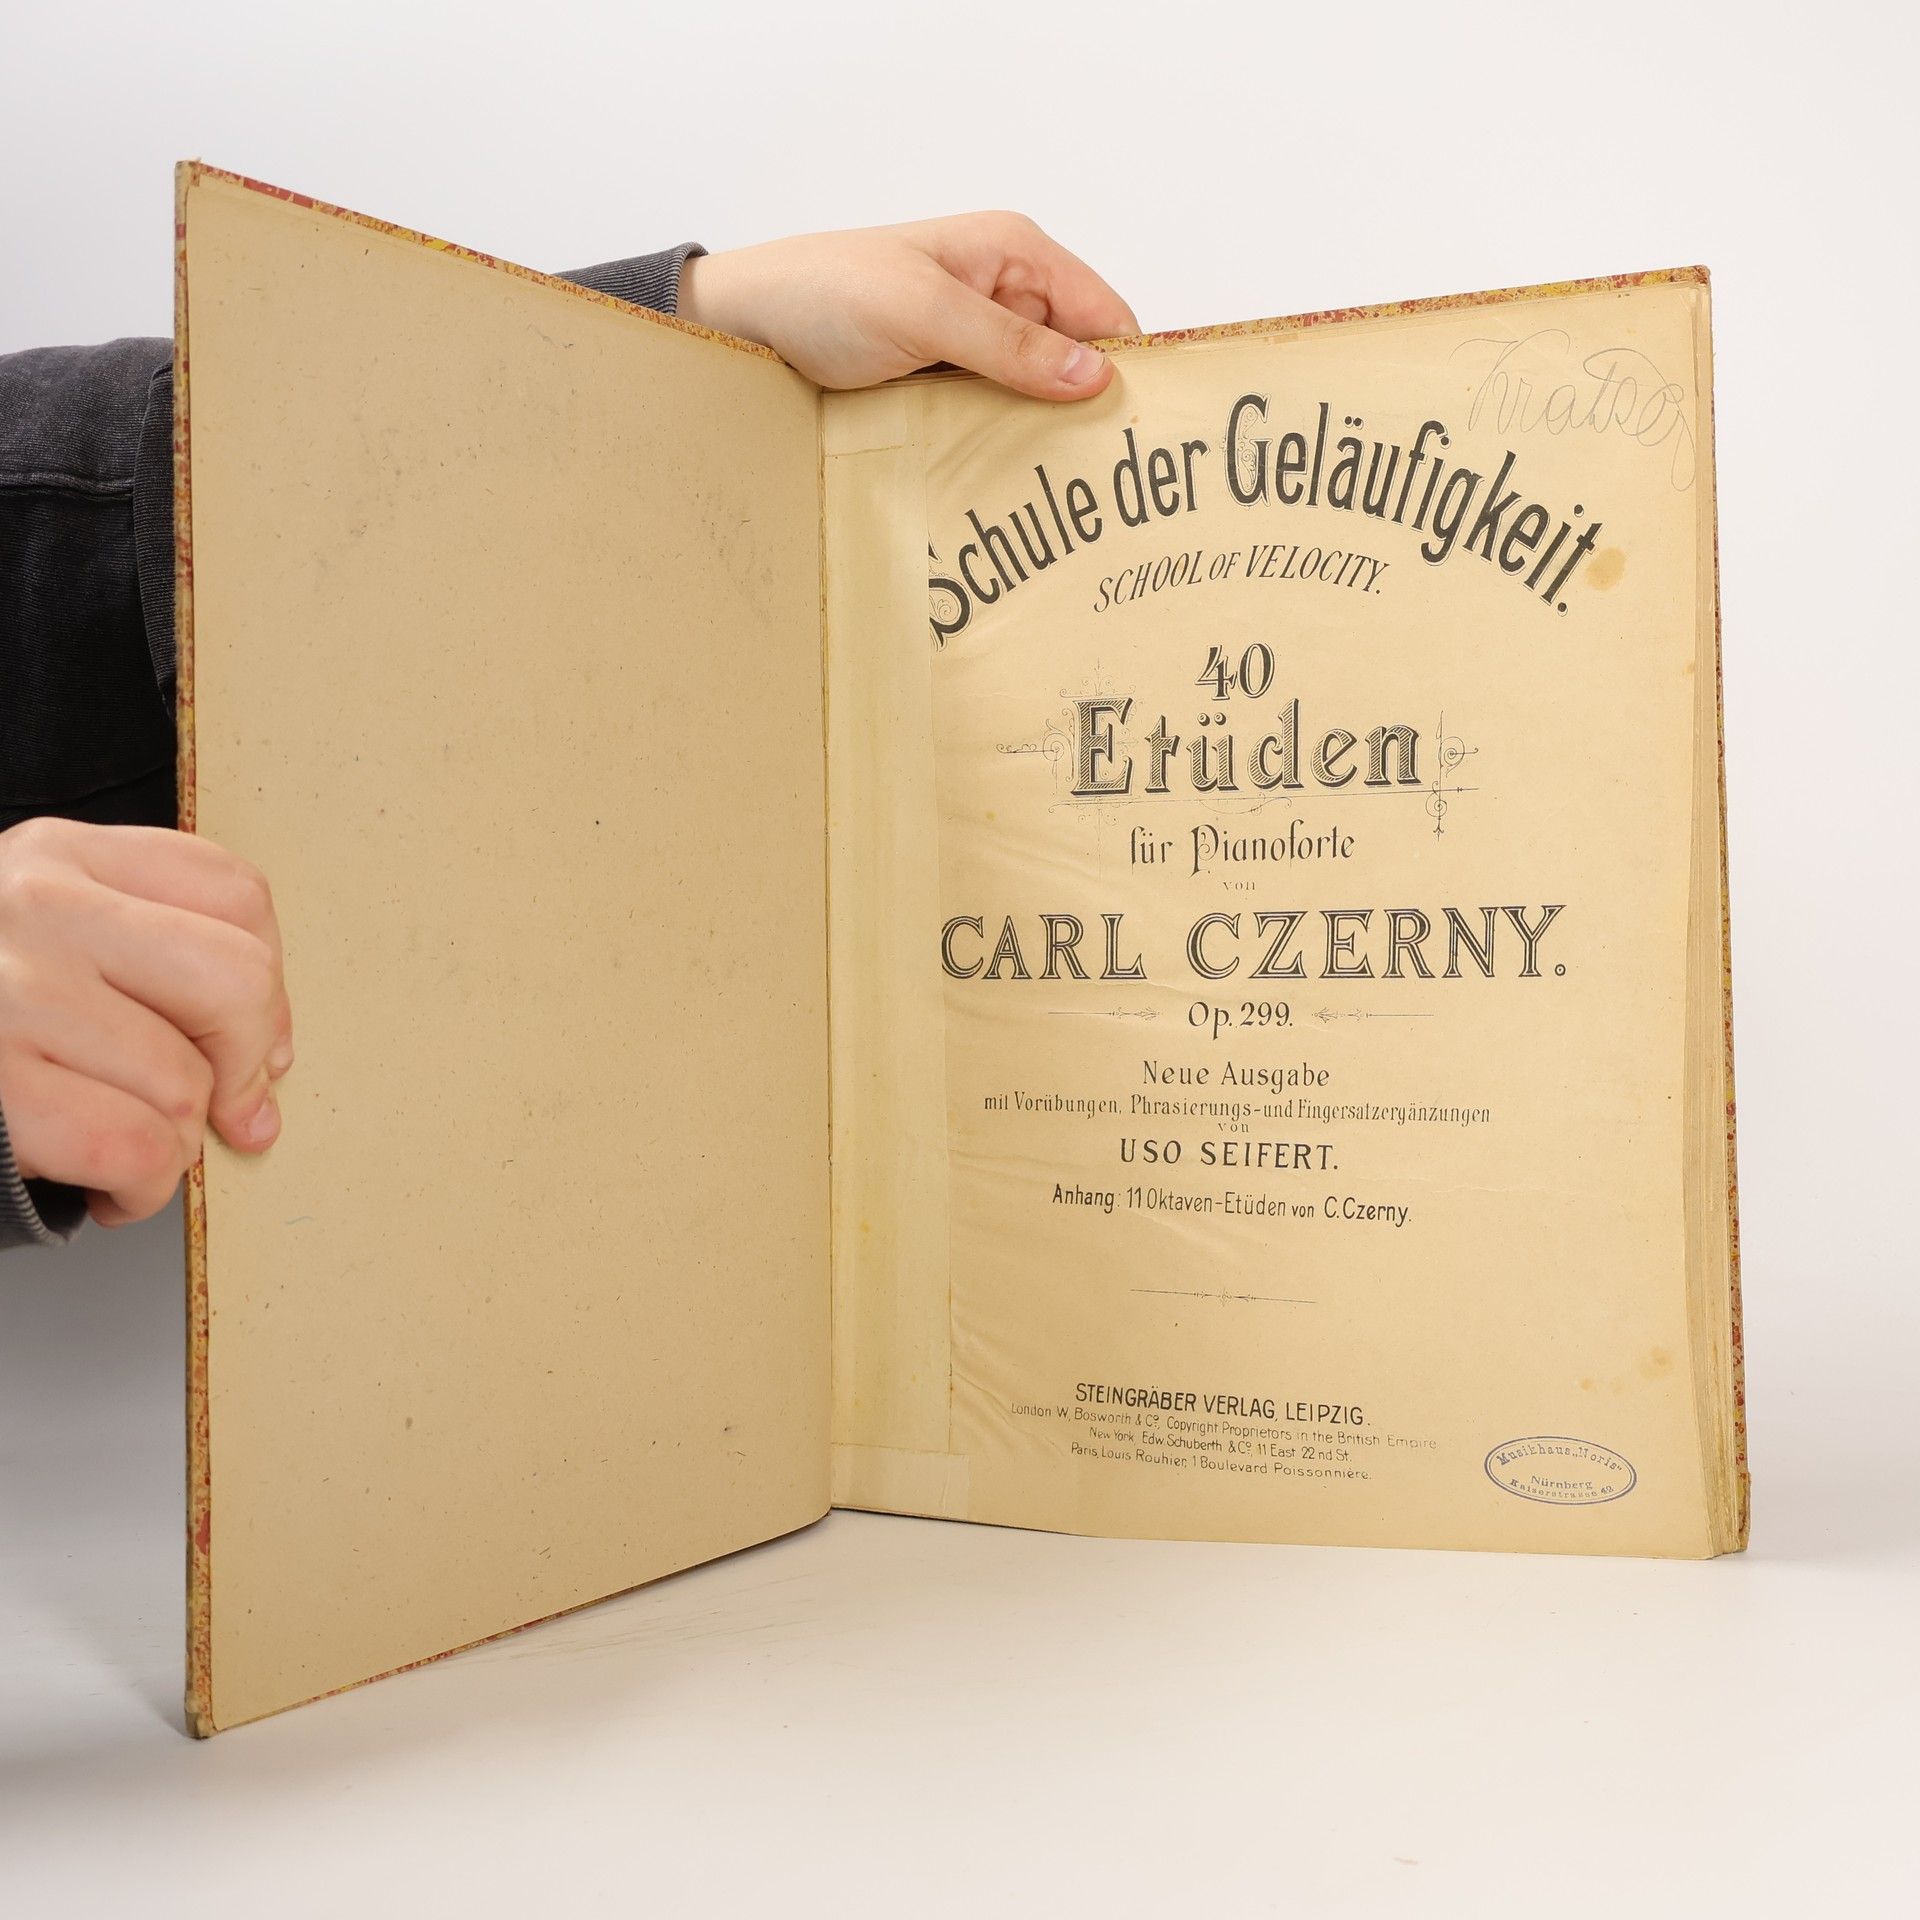 Schule der Geläufigkeit.
SCHOOL OF VELOCITY.
40
Etüden
für Pianoforte
von
CARL CZERNY.
Op. 299.
Neue Ausgabe
mit Vorübungen, Phrasierungs-und Fingersatzergänzungen
von
USO SEIFERT.
Anhang: 11 Oktaven-Etüden von C. Czerny.
STEINGRÄBER VERLAG, LEIPZIG.
London W, Bosworth & Co, Copyright Proprietors in the British Empire
New York, Edw. Schuberth & Co, 11 East 22nd St.
Paris, Louis Rouhier, 1 Boulevard Poissonnière.
Musikhaus „Noris"
Nürnberg
Kaiserstrasse 42